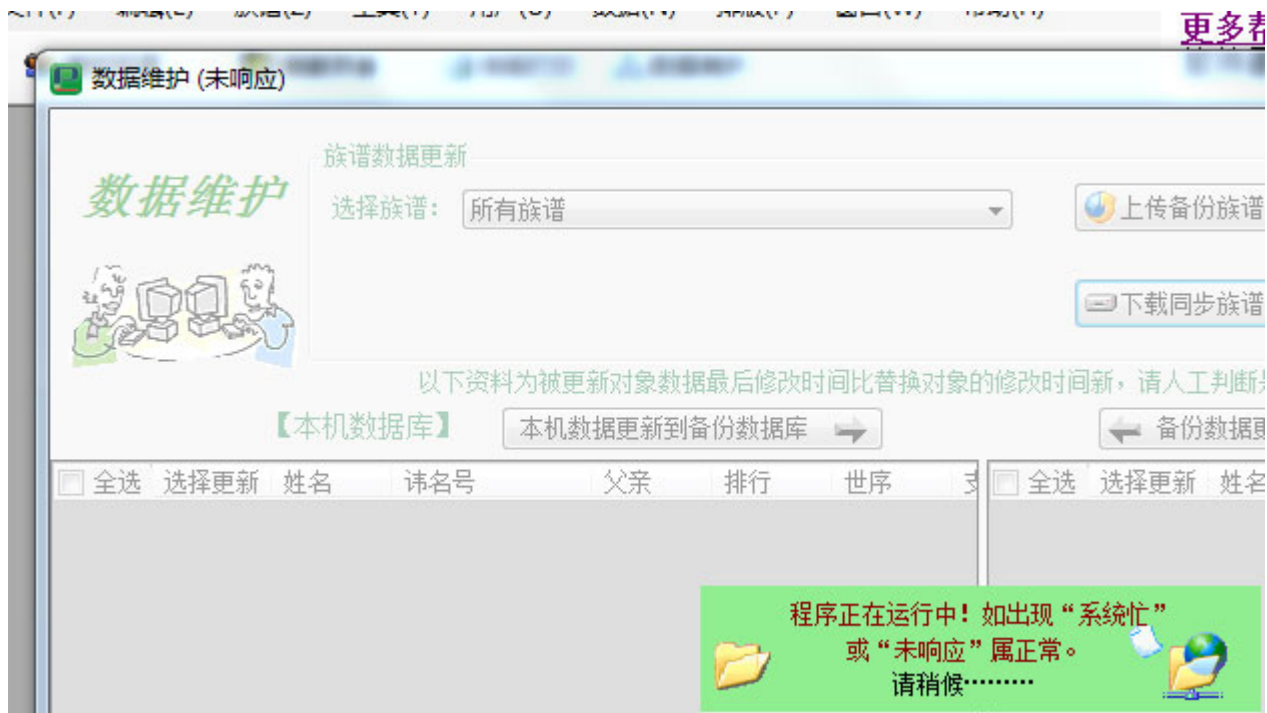 更多帮
数据维护 (未响应)
族谱数据更新
数据维护
选择族谱: 所有族谱 上传备份族谱
下载同步族谱
以下资料为被更新对象数据最后修改时间比替换对象的修改时间新，请人工判断
【本机数据库】 本机数据更新到备份数据库 备份数据更
全选 选择更新 姓名 讳名号 父亲 排行 世序 全选 选择更新 姓名
程序正在运行中！如出现“系统忙”
或“未响应”属正常。
请稍候………